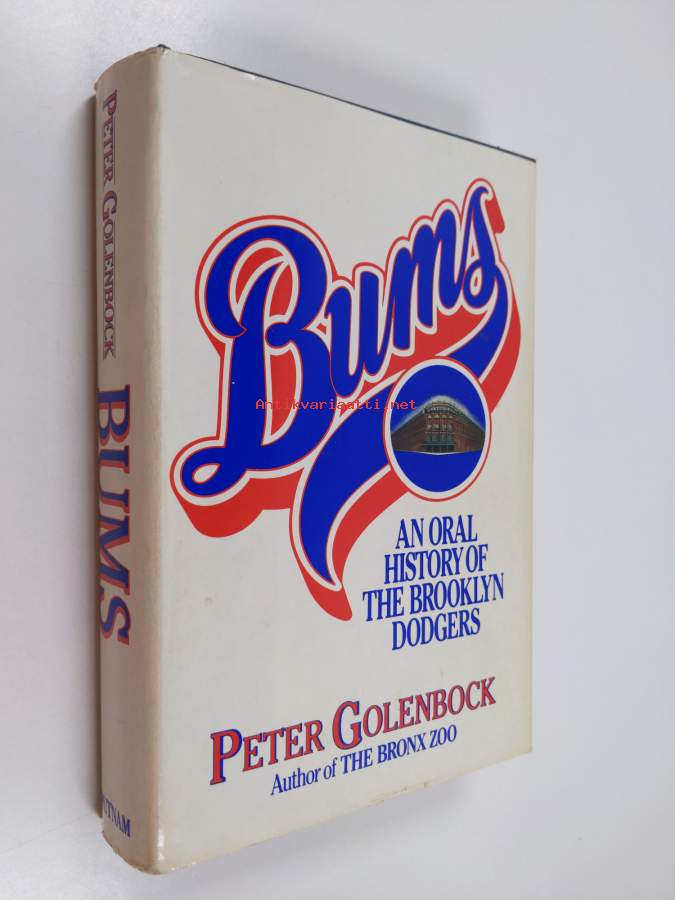 PETER GOLENBOCK
BUMS
Bums
Antikvariaatti.net
AN ORAL
HISTORY OF
THE BROOKLYN
DODGERS
PETER GOLENBOCK
Author of THE BRONX ZOO
PUTNAM